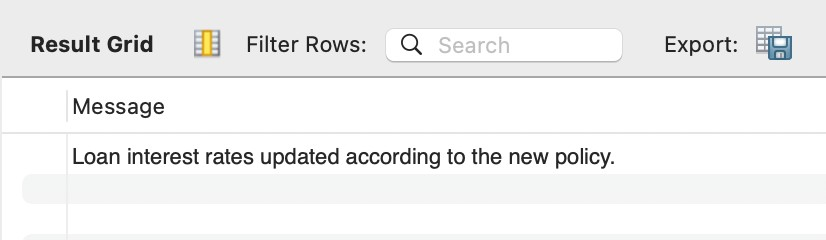 Result Grid Filter Rows: Search Export:
Message
Loan interest rates updated according to the new policy.